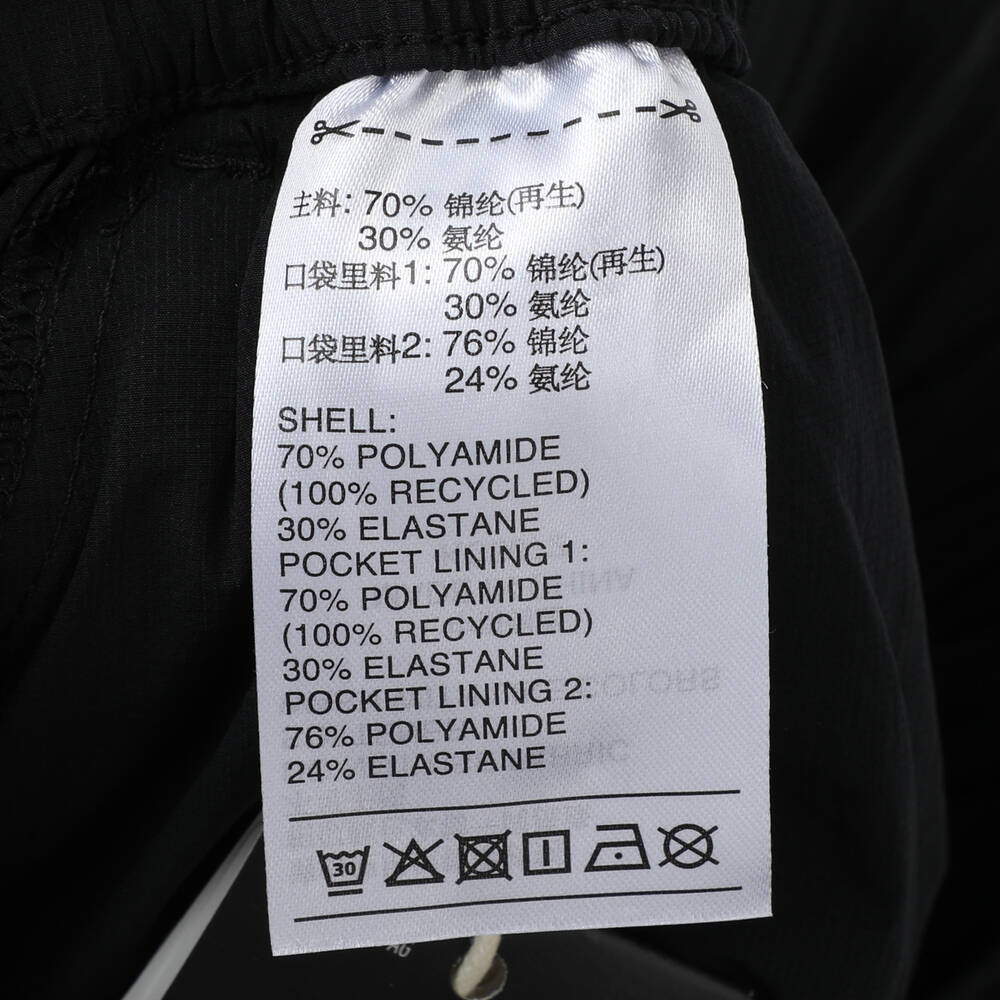 主料: 70% 锦纶(再生)
30% 氨纶
口袋里料1: 70% 锦纶(再生)
30% 氨纶
口袋里料2: 76% 锦纶
24% 氨纶
SHELL:
70% POLYAMIDE
(100% RECYCLED)
30% ELASTANE
POCKET LINING 1:
70% POLYAMIDE
(100% RECYCLED)
30% ELASTANE
POCKET LINING 2:
76% POLYAMIDE
24% ELASTANE
30